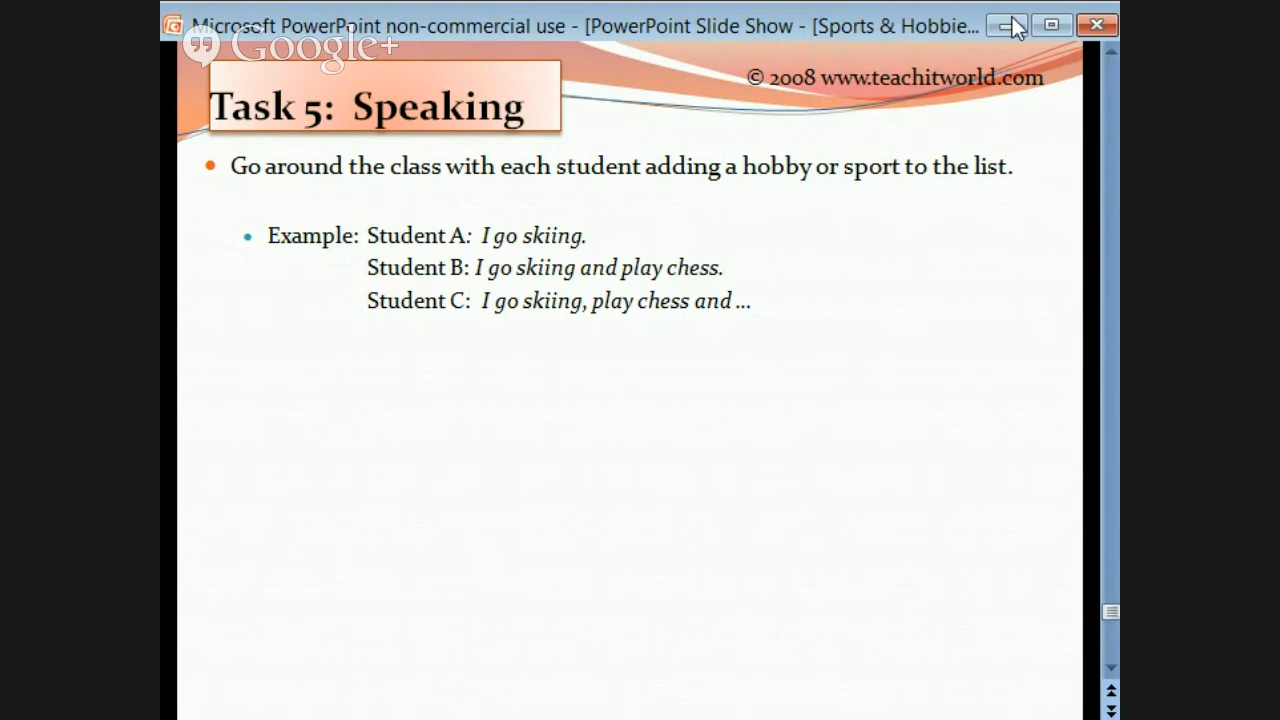 Microsoft PowerPoint non-commercial use - [PowerPoint Slide Show - [Sports & Hobbie...
Google+
© 2008 www.teachitworld.com
Task 5: Speaking
Go around the class with each student adding a hobby or sport to the list.
Example: Student A: I go skiing.
Student B: I go skiing and play chess.
Student C: I go skiing, play chess and ...